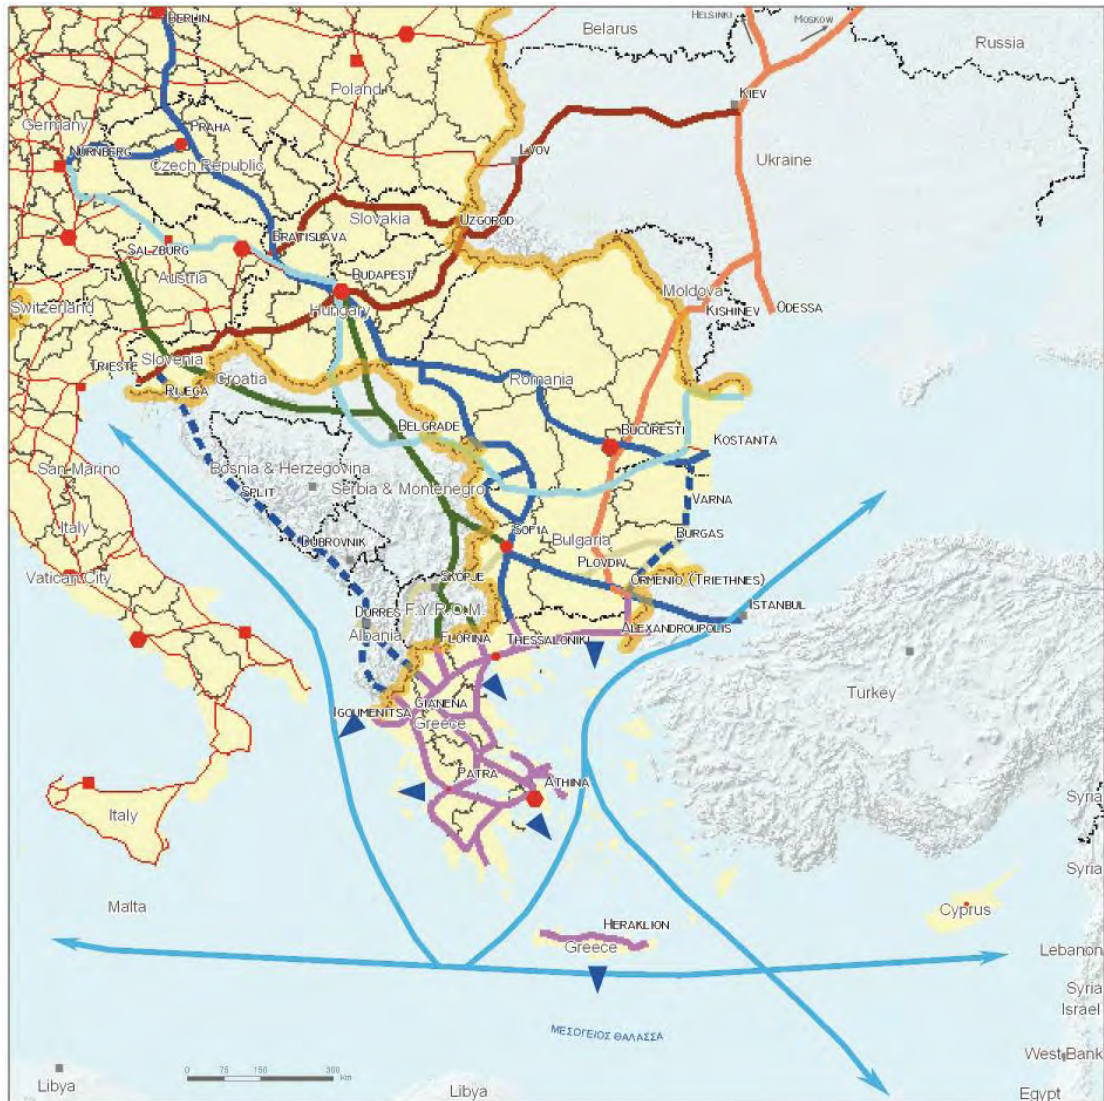 HELSINKI
MOSKOW
BERLIN
Belarus
Russia
Poland
KIEV
Germany
PRAHA
NÜRNBERG
Czech Republic
LVOV
Ukraine
Slovakia
UZGOROD
BRATISLAVA
SALZBURG
Austria
BUDAPEST
Hungary
Moldova
KISHINEV
ODESSA
Switzerland
Slovenia
TRIESTE
Croatia
RIJEGA
Romania
BELGRADE
BUCURESTI
KOSTANTA
San Marino
Bosnia & Herzegovina
Serbia & Montenegro
SPLIT
VARNA
Italy
DUBROVNIK
SOFIA
Bulgaria
BURGAS
PLOVDIV
Vatican City
SKOPJE
ORMENIO (TRIETHNES)
DURRES
F.Y.R.O.M.
ISTANBUL
Albania
FLORINA
THESSALONIKI
ALEXANDROUPOLIS
Turkey
GIANENA
IGOUMENITSA
Greece
PATRA
ATHINA
Italy
Syria
Syria
Malta
Cyprus
HERAKLION
Greece
Lebanon
Syria
Israel
ΜΕΣΟΓΕΙΟΣ ΘΑΛΑΣΣΑ
West Bank
0 75 150 300
Km
Libya
Libya
Egypt